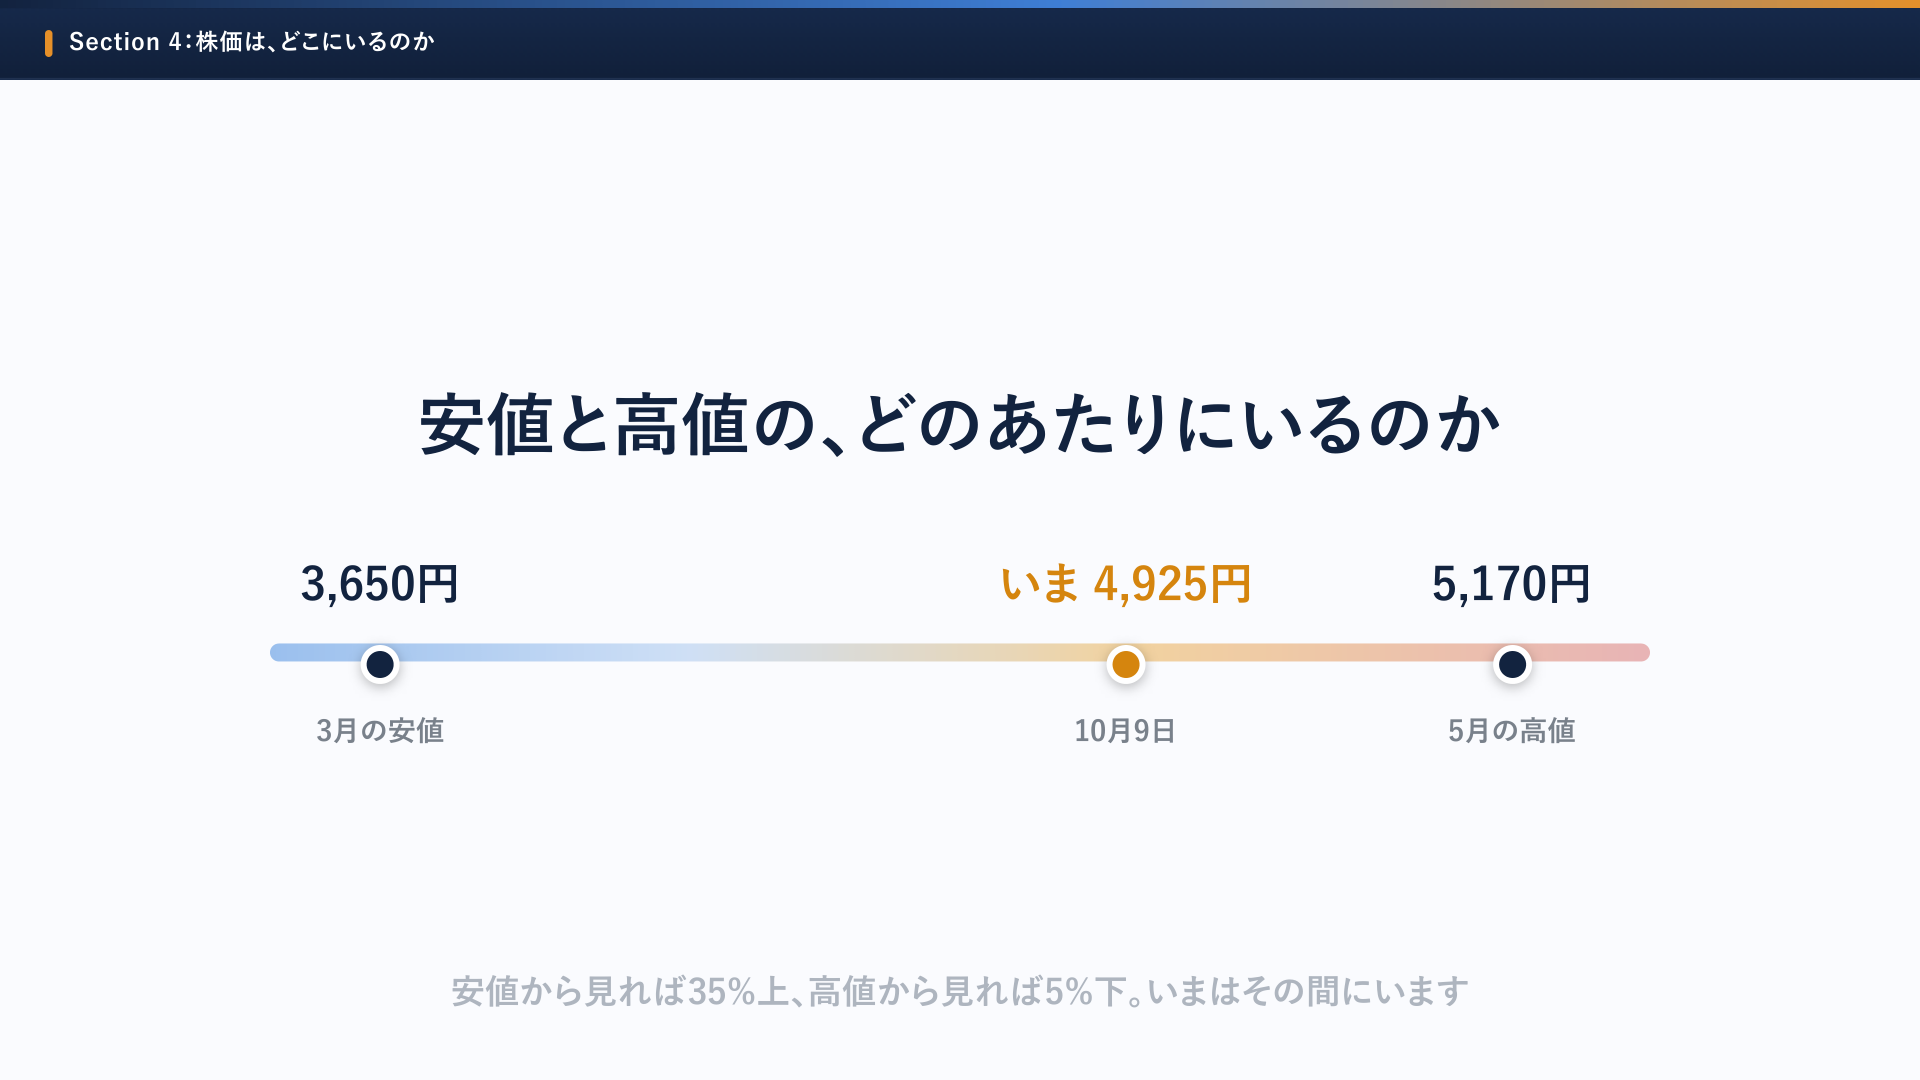 Section 4：株価は、どこにいるのか
安値と高値の、どのあたりにいるのか
3,650円
いま 4,925円
5,170円
3月の安値
10月9日
5月の高値
安値から見れば35%上、高値から見れば5%下。いまはその間にいます